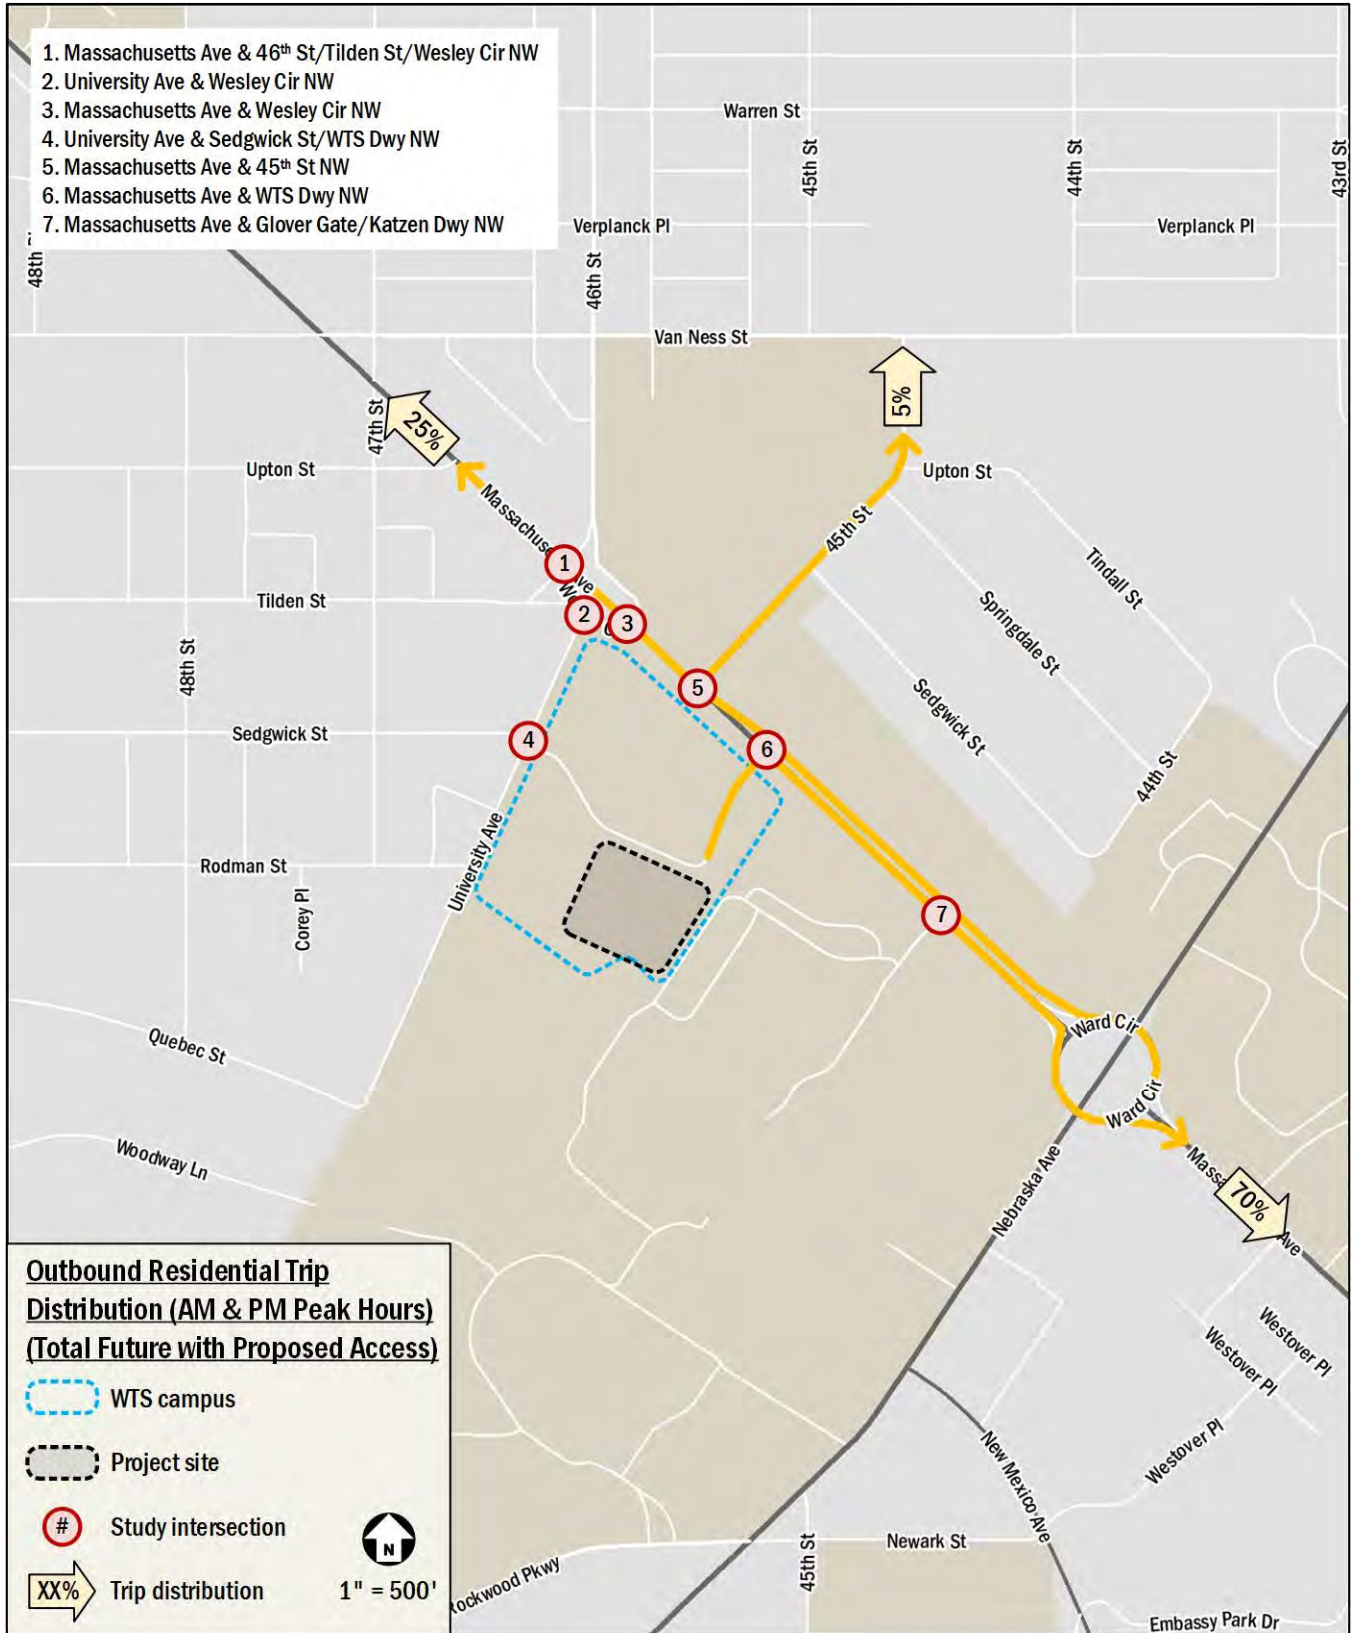 1. Massachusetts Ave & 46th St/Tilden St/Wesley Cir NW
2. University Ave & Wesley Cir NW
3. Massachusetts Ave & Wesley Cir NW
4. University Ave & Sedgwick St/WTS Dwy NW
5. Massachusetts Ave & 45th St NW
6. Massachusetts Ave & WTS Dwy NW
7. Massachusetts Ave & Glover Gate/Katzen Dwy NW
Warren St
45th St
44th St
43rd St
Verplanck Pl
Verplanck Pl
48th
46th St
Van Ness St
47th St
25%
5%
Upton St
Upton St
45th St
Tindall St
Springdale St
Sedgwick St
44th St
1
Tilden St
2
3
5
48th St
4
6
Sedgwick St
University Ave
Rodman St
Corey Pl
7
Quebec St
Ward Cir
Ward Cir
Woodway Ln
Nebraska Ave
70%
Ave
Westover Pl
Westover Pl
Westover Pl
New Mexico Ave
45th St
Newark St
Rockwood Pkwy
Embassy Park Dr
Outbound Residential Trip
Distribution (AM & PM Peak Hours)
(Total Future with Proposed Access)
WTS campus
Project site
# Study intersection
XX% Trip distribution
N
1" = 500'